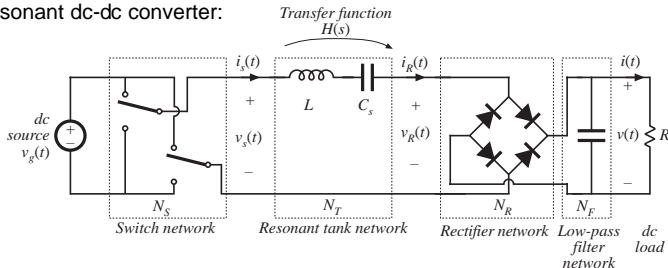 sonant dc-dc converter:
Transfer function
H(s)
i_s(t)
i_R(t)
i(t)
+
+
+
dc
source
v_g(t)
+
–
L
C_s
v_s(t)
v_R(t)
v(t)
R
–
–
–
N_S
N_T
N_R
N_F
Switch network
Resonant tank network
Rectifier network
Low-pass
filter
network
dc
load